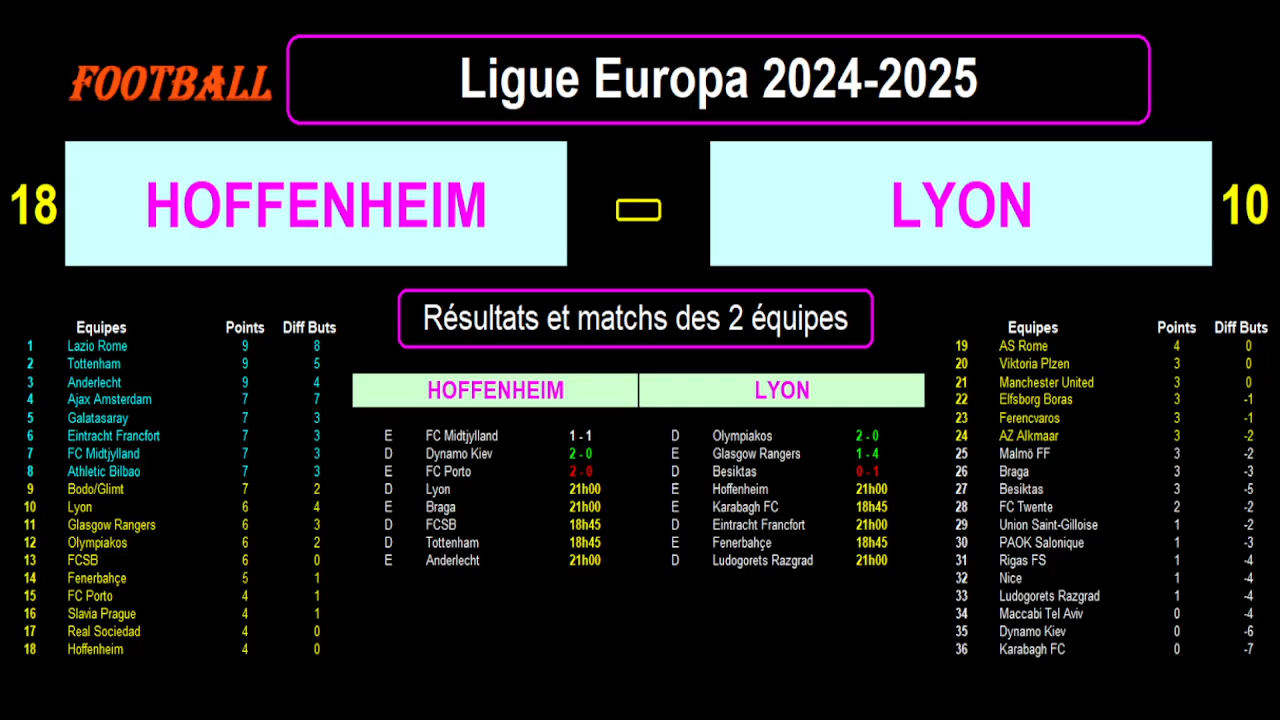 FOOTBALL
Ligue Europa 2024-2025
18 HOFFENHEIM - LYON 10
Résultats et matchs des 2 équipes
Equipes Points Diff Buts
1 Lazio Rome 9 8
2 Tottenham 9 5
3 Anderlecht 9 4
4 Ajax Amsterdam 7 7
5 Galatasaray 7 3
6 Eintracht Francfort 7 3
7 FC Midtjylland 7 3
8 Athletic Bilbao 7 3
9 Bodo/Glimt 7 2
10 Lyon 6 4
11 Glasgow Rangers 6 3
12 Olympiakos 6 2
13 FCSB 6 0
14 Fenerbahçe 5 1
15 FC Porto 4 1
16 Slavia Prague 4 1
17 Real Sociedad 4 0
18 Hoffenheim 4 0
HOFFENHEIM
E FC Midtjylland 1 - 1
D Dynamo Kiev 2 - 0
E FC Porto 2 - 0
D Lyon 21h00
E Braga 21h00
D FCSB 18h45
D Tottenham 18h45
E Anderlecht 21h00
LYON
D Olympiakos 2 - 0
E Glasgow Rangers 1 - 4
D Besiktas 0 - 1
E Hoffenheim 21h00
E Karabagh FC 18h45
D Eintracht Francfort 21h00
E Fenerbahçe 18h45
D Ludogorets Razgrad 21h00
Equipes Points Diff Buts
19 AS Rome 4 0
20 Viktoria Plzen 3 0
21 Manchester United 3 0
22 Elfsborg Boras 3 -1
23 Ferencvaros 3 -1
24 AZ Alkmaar 3 -2
25 Malmö FF 3 -2
26 Braga 3 -3
27 Besiktas 3 -5
28 FC Twente 2 -2
29 Union Saint-Gilloise 1 -2
30 PAOK Salonique 1 -3
31 Rigas FS 1 -4
32 Nice 1 -4
33 Ludogorets Razgrad 1 -4
34 Maccabi Tel Aviv 0 -4
35 Dynamo Kiev 0 -6
36 Karabagh FC 0 -7